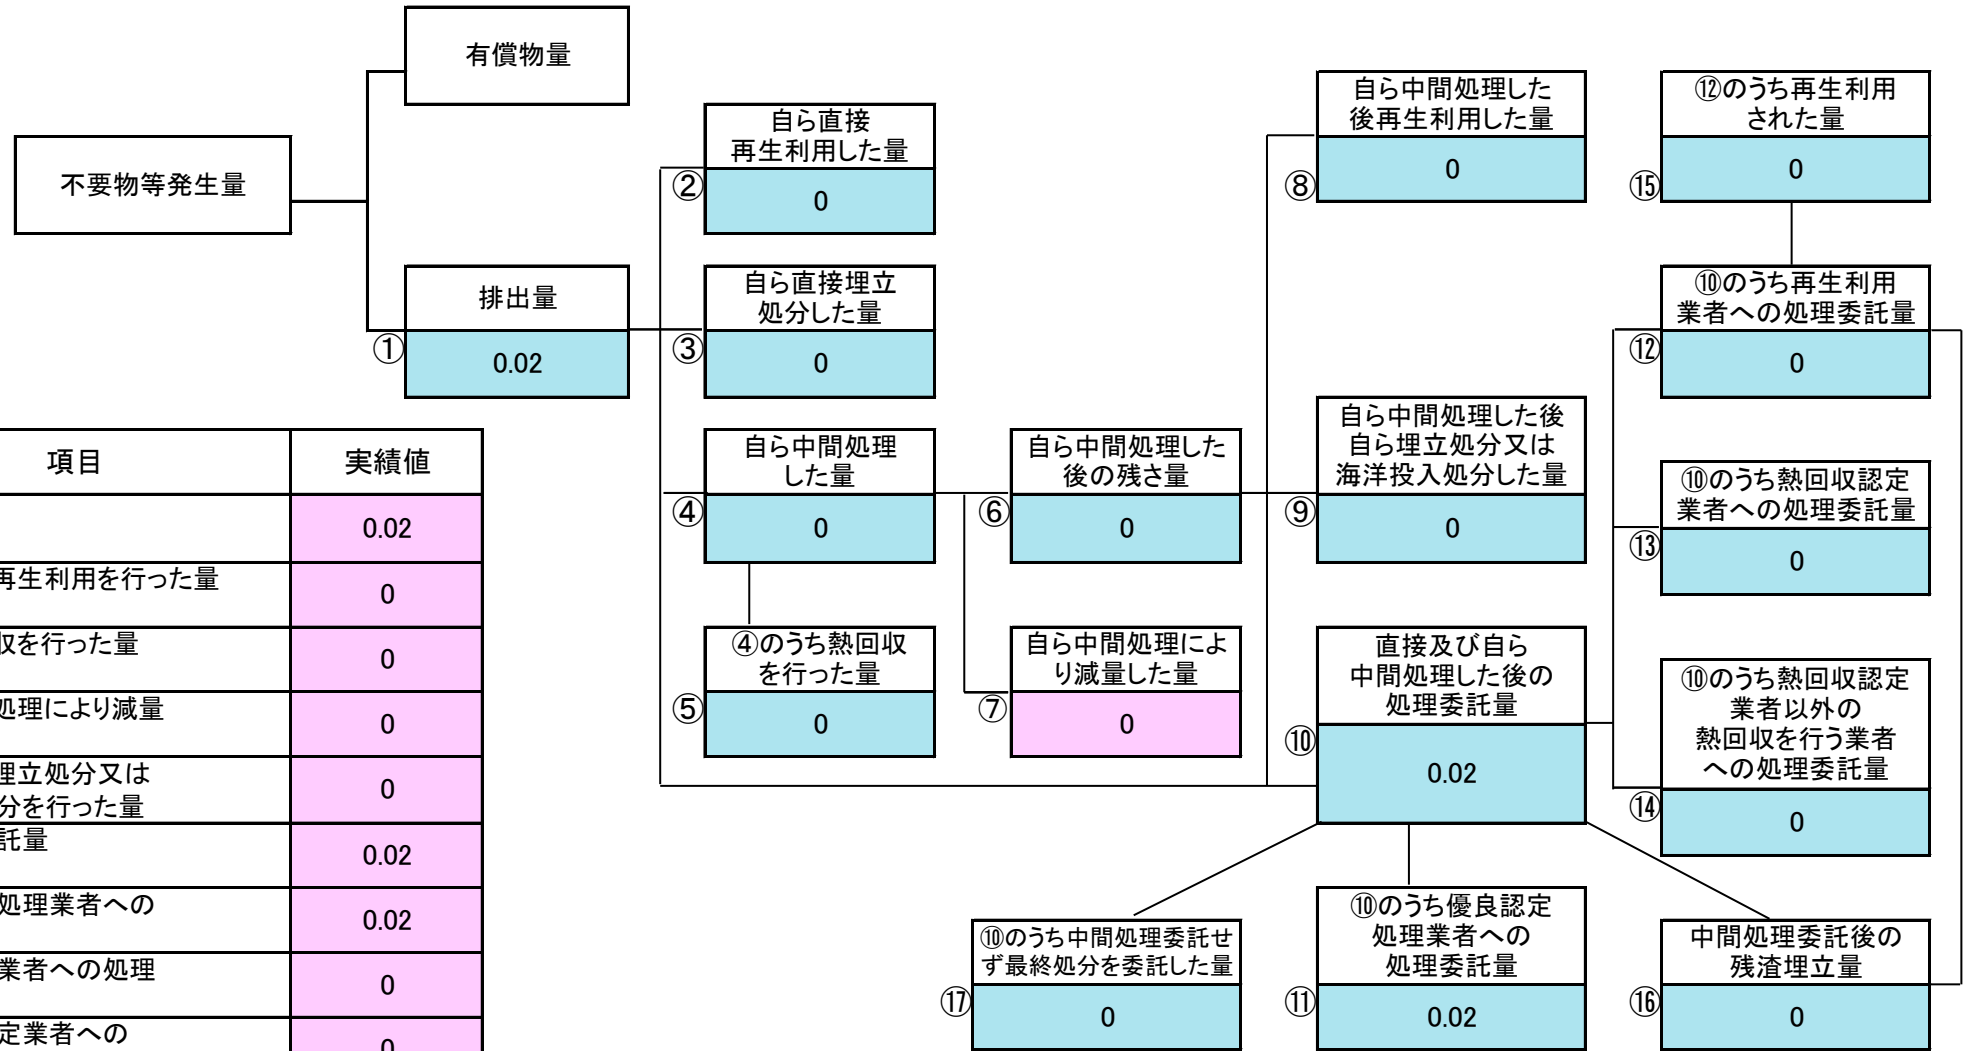 有償物量
不要物等発生量
排出量
①
0.02
自ら直接
再生利用した量
②
0
自ら直接埋立
処分した量
③
0
自ら中間処理
した量
④
0
④のうち熱回収
を行った量
⑤
0
自ら中間処理した
後の残さ量
⑥
0
自ら中間処理によ
り減量した量
⑦
0
自ら中間処理した
後再生利用した量
⑧
0
自ら中間処理した後
自ら埋立処分又は
海洋投入処分した量
⑨
0
直接及び自ら
中間処理した後の
処理委託量
⑩
0.02
⑩のうち優良認定
処理業者への
処理委託量
⑪
0.02
⑫のうち再生利用
された量
⑮
0
⑩のうち再生利用
業者への処理委託量
⑫
0
⑩のうち熱回収認定
業者への処理委託量
⑬
0
⑩のうち熱回収認定
業者以外の
熱回収を行う業者
への処理委託量
⑭
0
中間処理委託後の
残渣埋立量
⑯
0
⑩のうち中間処理委託せ
ず最終処分を委託した量
⑰
0
項目 実績値
0.02
再生利用を行った量
0
収を行った量
0
処理により減量
0
埋立処分又は
分を行った量
0
託量
0.02
処理業者への
0.02
業者への処理
0
定業者への
0